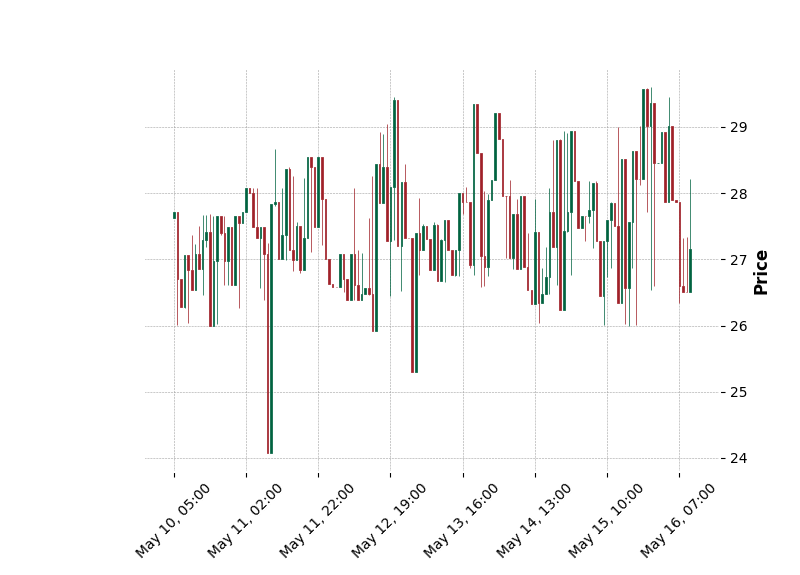 29
28
27
26
25
24
Price
May 10, 05:00
May 11, 02:00
May 11, 22:00
May 12, 19:00
May 13, 16:00
May 14, 13:00
May 15, 10:00
May 16, 07:00